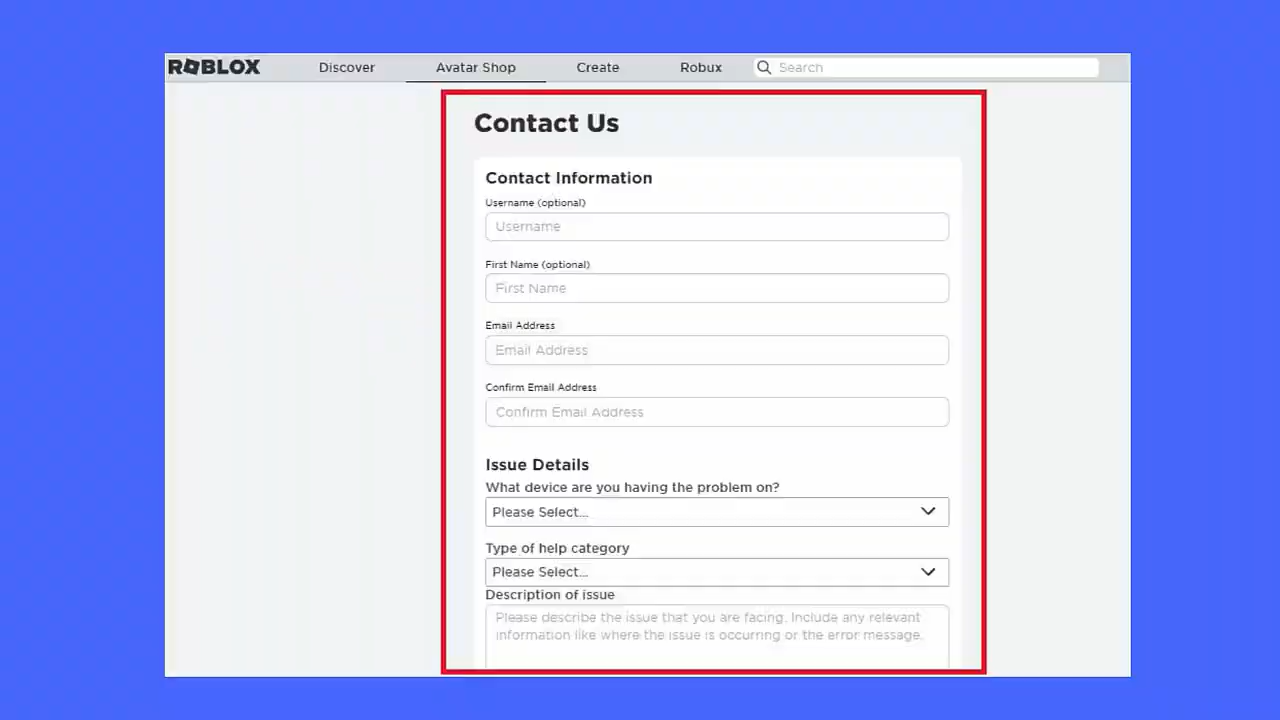 ROBLOX Discover Avatar Shop Create Robux Search
Contact Us
Contact Information
Username (optional)
Username
First Name (optional)
First Name
Email Address
Email Address
Confirm Email Address
Confirm Email Address
Issue Details
What device are you having the problem on?
Please Select...
Type of help category
Please Select...
Description of issue
Please describe the issue that you are facing. Include any relevant
information like where the issue is occurring or the error message.